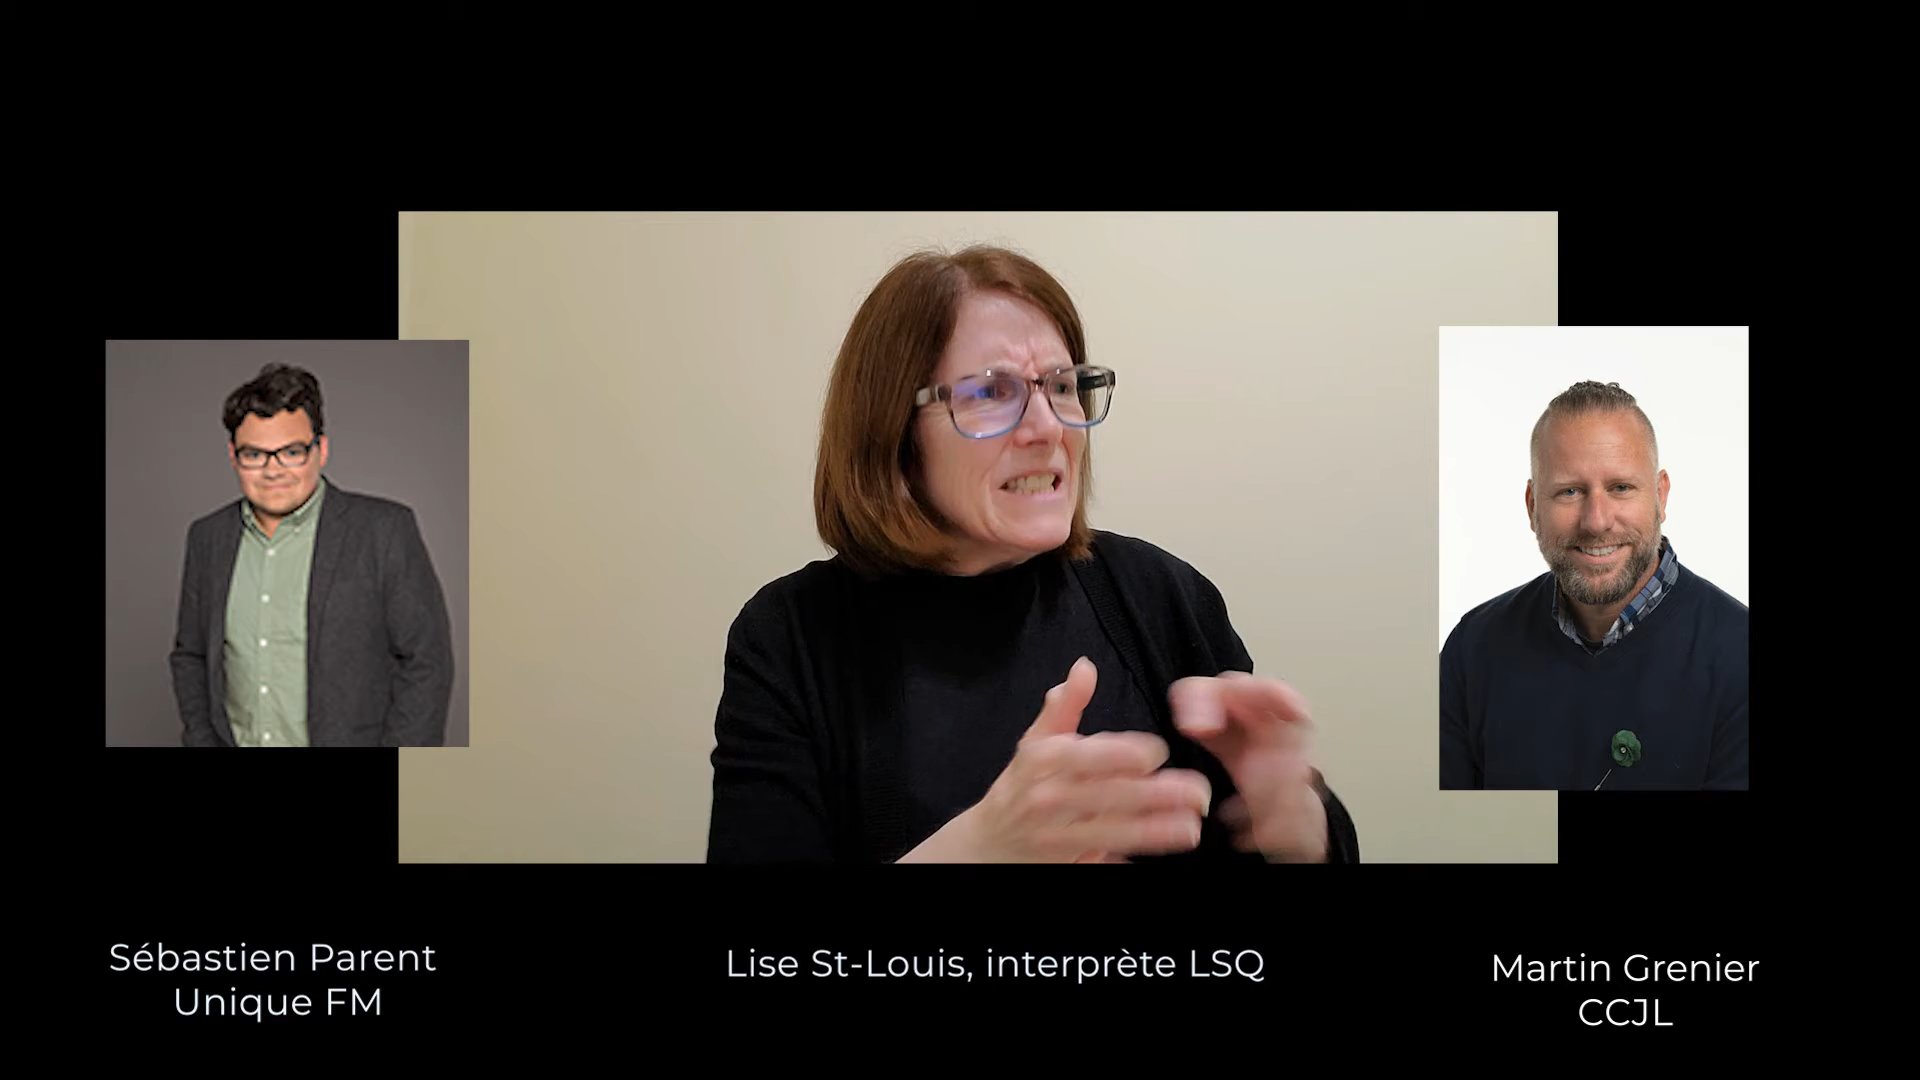 Sébastien Parent
Unique FM
Lise St-Louis, interprète LSQ
Martin Grenier
CCJL